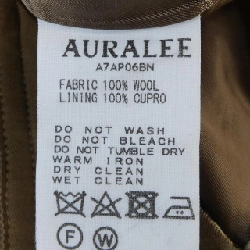 AURALEE
A7AP06BN
FABRIC 100% WOOL
LINING 100% CUPRO
DO NOT WASH
DO NOT BLEACH
DO NOT TUMBLE DRY
WARM IRON
DRY CLEAN
WET CLEAN
F W